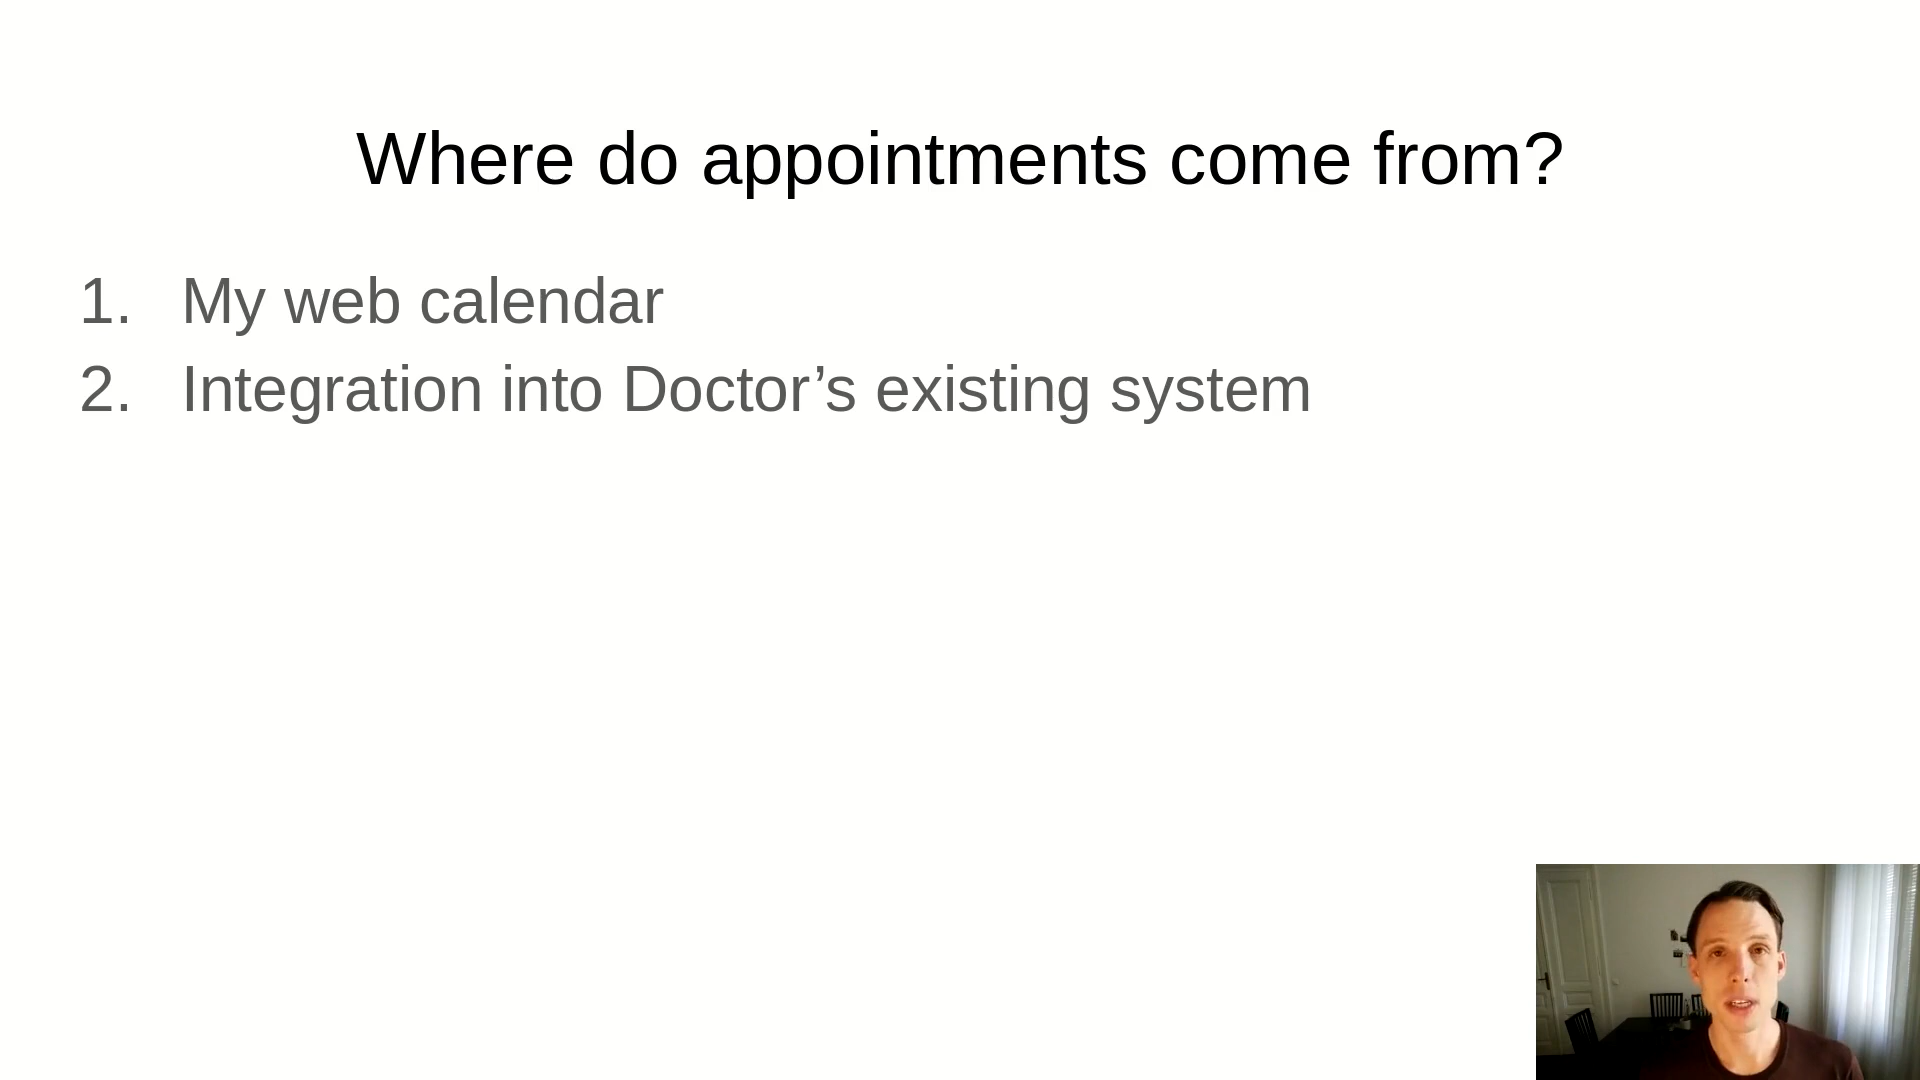 Where do appointments come from?
1. My web calendar
2. Integration into Doctor’s existing system